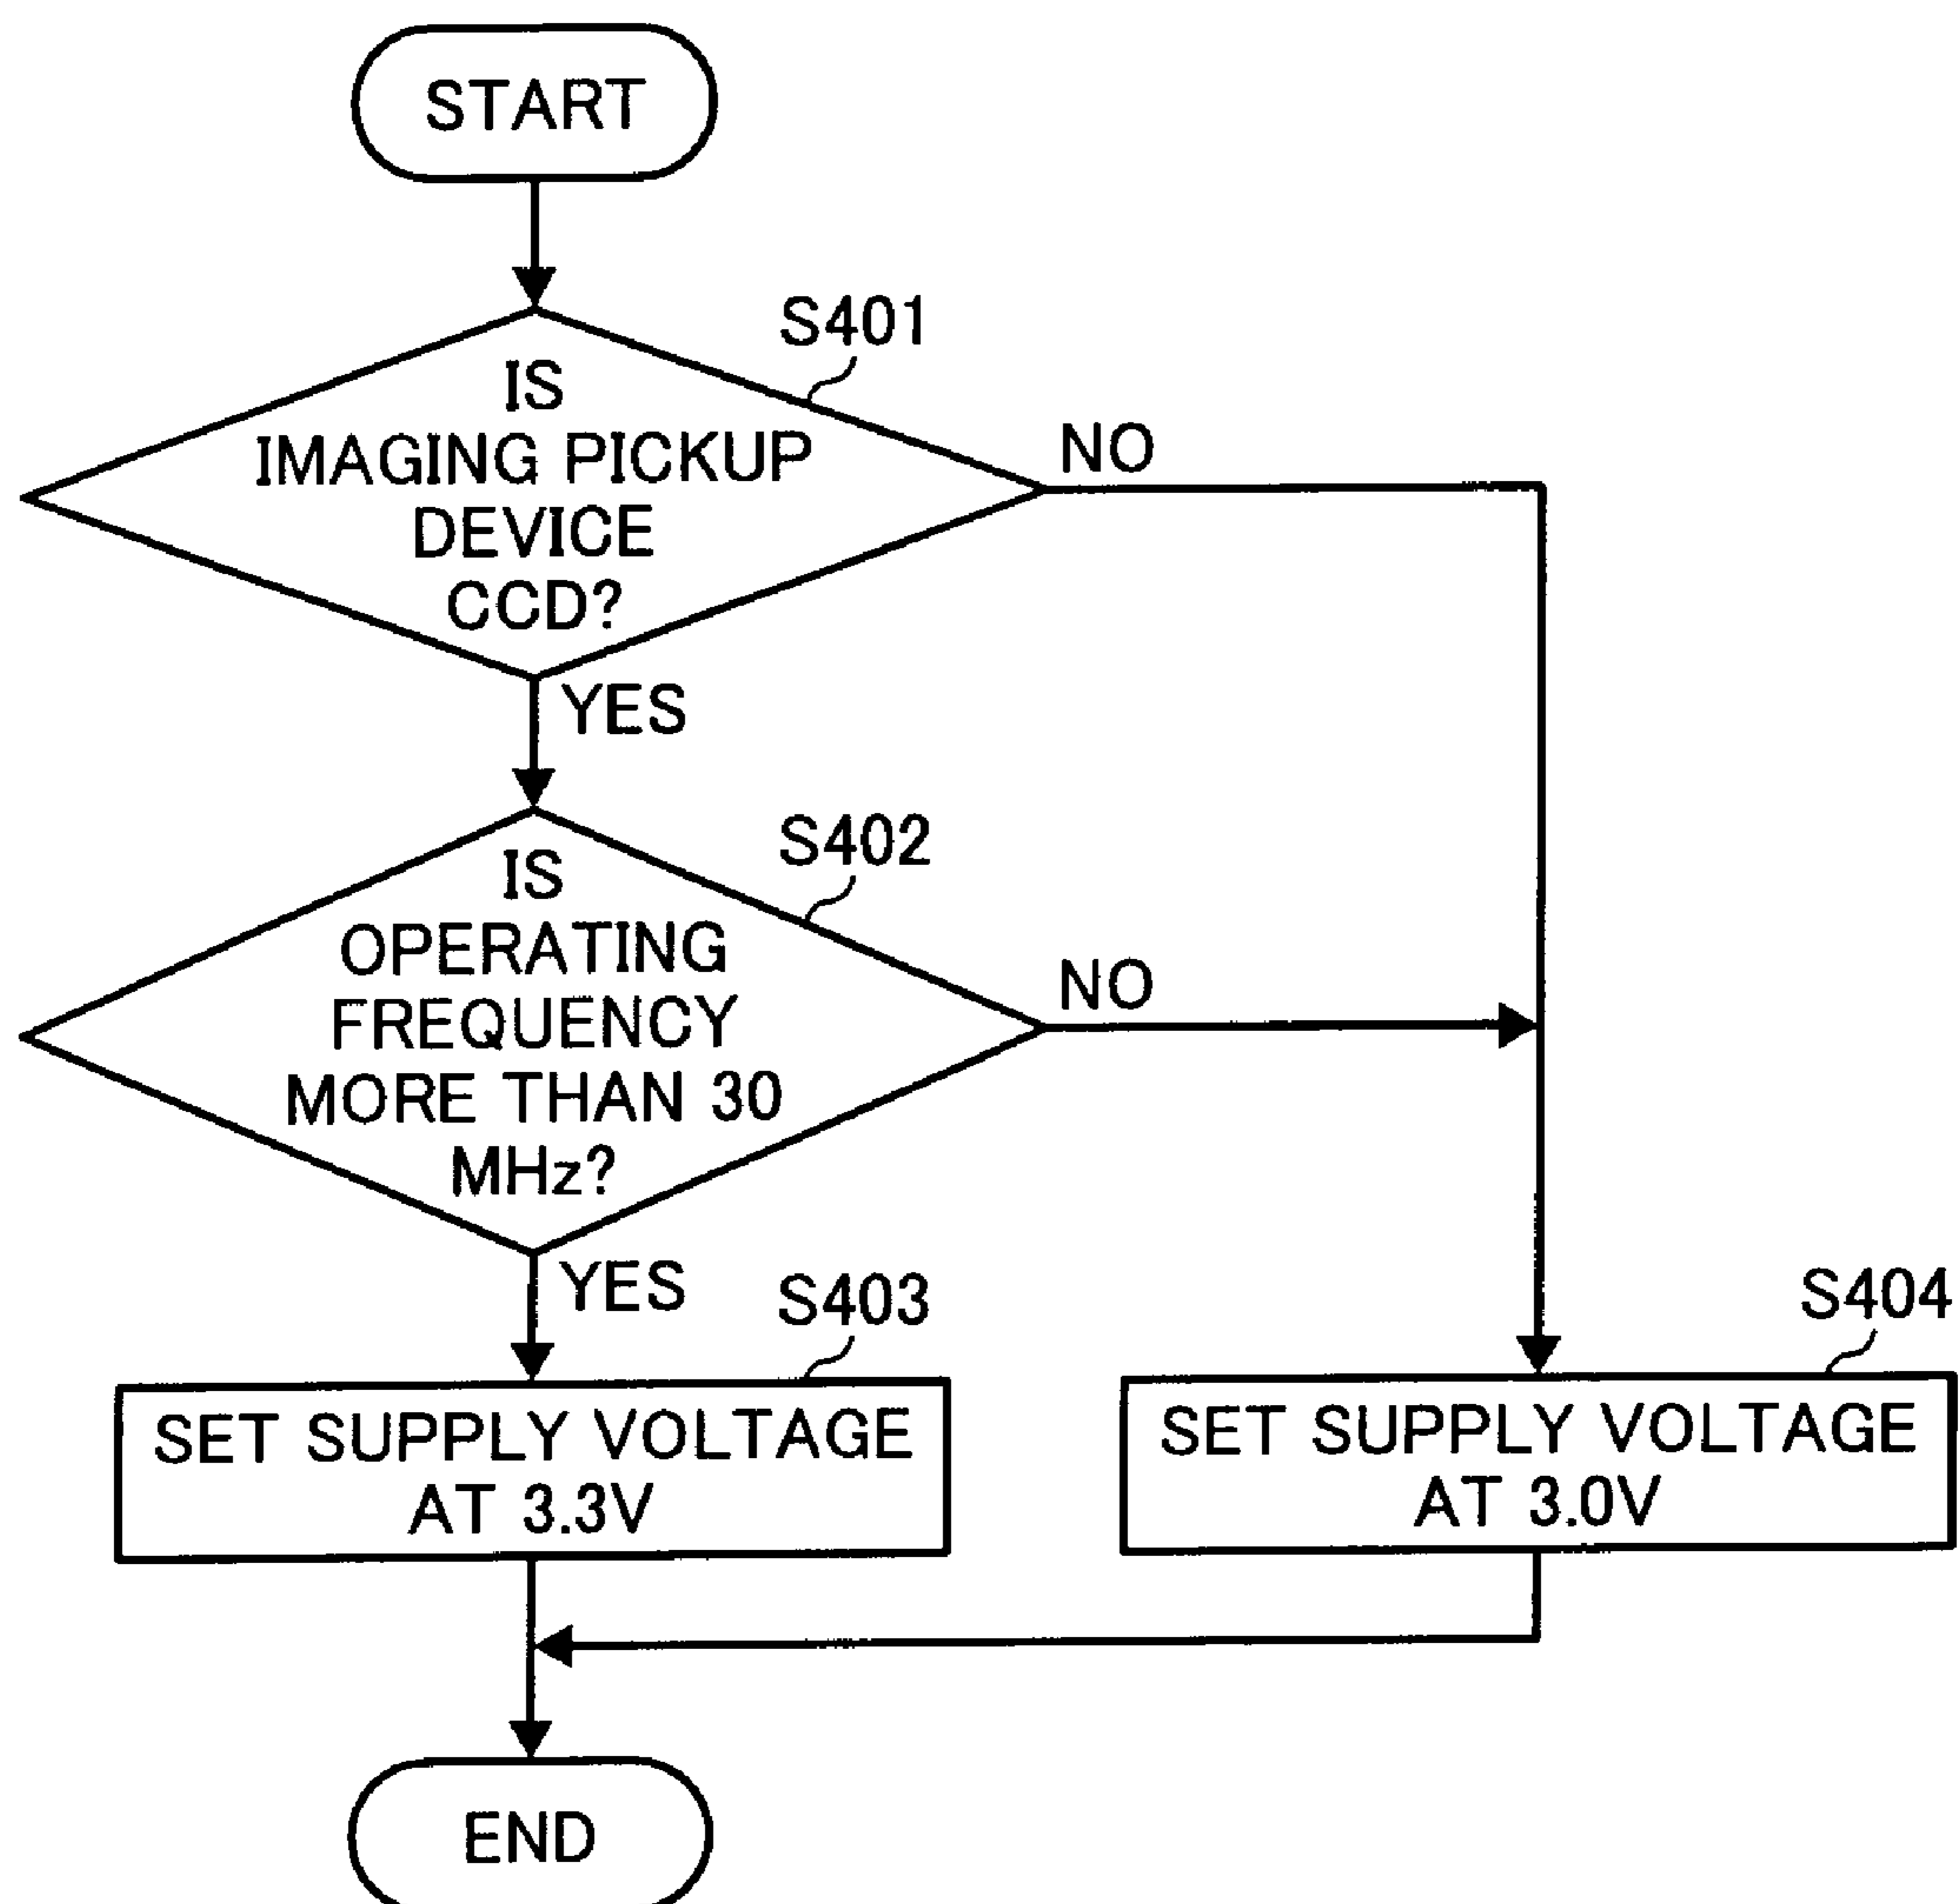 START
S401
IS
IMAGING PICKUP
DEVICE
CCD?
NO
YES
S402
IS
OPERATING
FREQUENCY
MORE THAN 30
MHz?
NO
YES
S403
SET SUPPLY VOLTAGE
AT 3.3V
S404
SET SUPPLY VOLTAGE
AT 3.0V
END